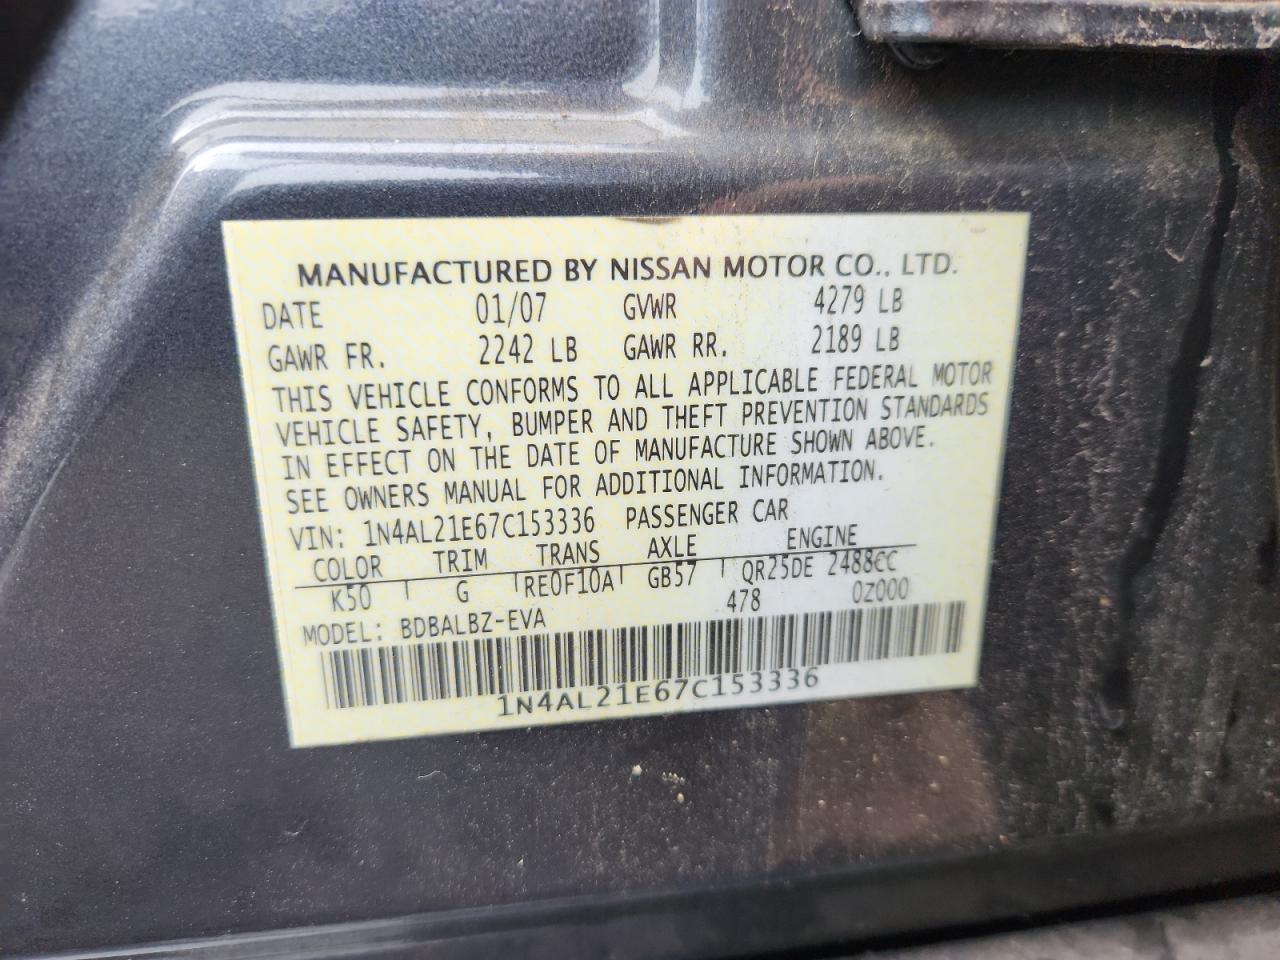 MANUFACTURED BY NISSAN MOTOR CO., LTD.
DATE 01/07 GVWR 4279 LB
GAWR FR. 2242 LB GAWR RR. 2189 LB
THIS VEHICLE CONFORMS TO ALL APPLICABLE FEDERAL MOTOR
VEHICLE SAFETY, BUMPER AND THEFT PREVENTION STANDARDS
IN EFFECT ON THE DATE OF MANUFACTURE SHOWN ABOVE.
SEE OWNERS MANUAL FOR ADDITIONAL INFORMATION.
VIN: 1N4AL21E67C153336 PASSENGER CAR
COLOR TRIM TRANS AXLE ENGINE
K50 G RE0F10A GB57 QR25DE 2488CC
MODEL: BDBALBZ-EVA 478 0Z000
1N4AL21E67C153336